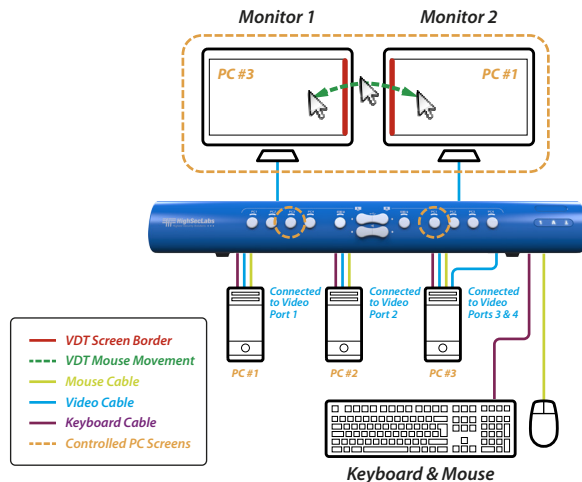 Monitor 1
Monitor 2
PC #3
PC #1
HighSecLabs
Connected
to Video
Port 1
Connected
to Video
Port 2
Connected
to Video
Ports 3 & 4
PC #1
PC #2
PC #3
VDT Screen Border
VDT Mouse Movement
Mouse Cable
Video Cable
Keyboard Cable
Controlled PC Screens
Keyboard & Mouse